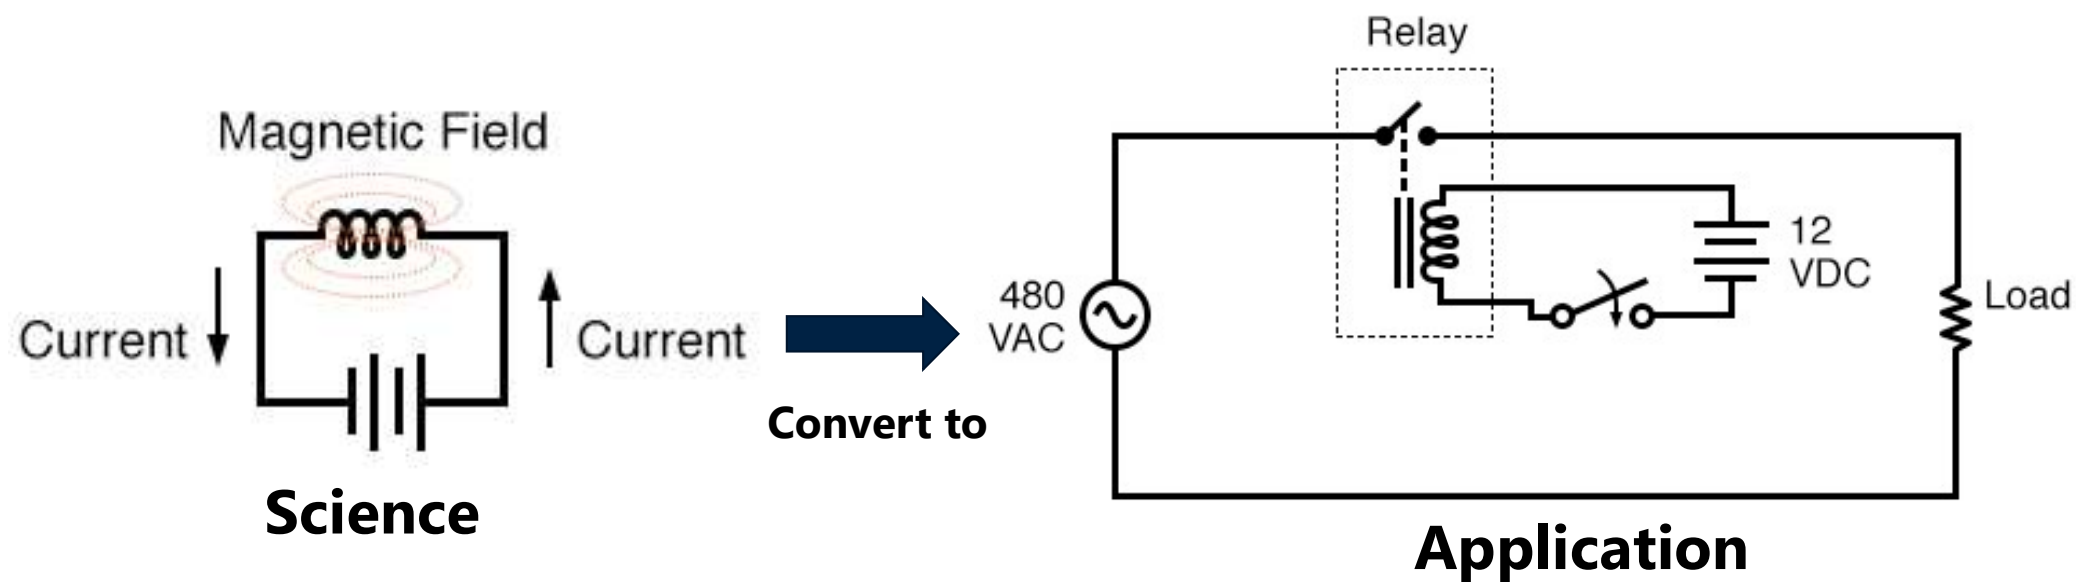 Magnetic Field
Current
Current
Science
Convert to
Relay
480
VAC
12
VDC
Load
Application